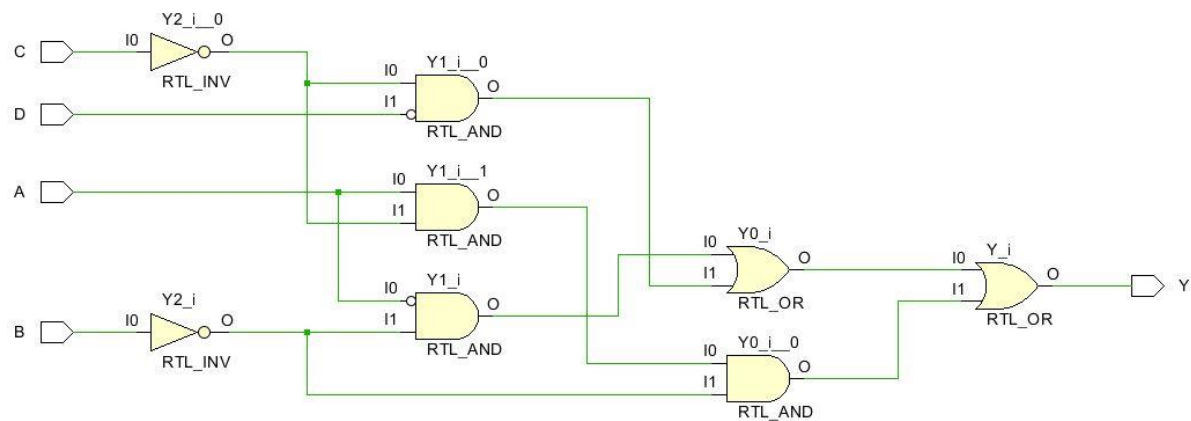 Y2_i__0
C
I0
O
RTL_INV
Y1_i__0
I0
O
D
I1
RTL_AND
Y1_i__1
A
I0
O
I1
RTL_AND
Y0_i
I0
O
I1
RTL_OR
Y_i
I0
O
Y
I1
RTL_OR
Y1_i
I0
O
I1
RTL_AND
Y2_i
B
I0
O
RTL_INV
Y0_i__0
I0
O
I1
RTL_AND